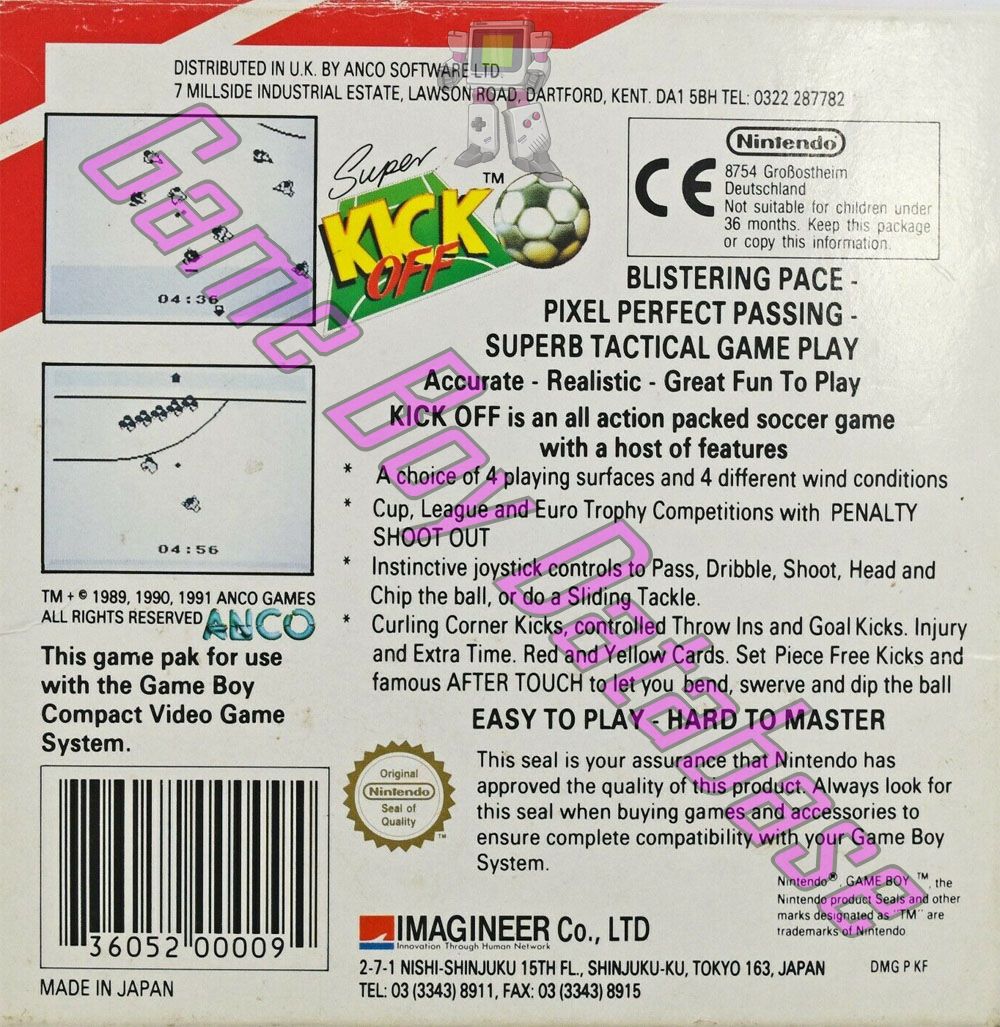 DISTRIBUTED IN U.K. BY ANCO SOFTWARE LTD.
7 MILLSIDE INDUSTRIAL ESTATE, LAWSON ROAD, DARTFORD, KENT. DA1 5BH TEL: 0322 287782
04:36
Super
KICK
OFF
TM
CE
Nintendo
8754 Großostheim
Deutschland
Not suitable for children under
36 months. Keep this package
or copy this information.
BLISTERING PACE -
PIXEL PERFECT PASSING -
SUPERB TACTICAL GAME PLAY
Accurate - Realistic - Great Fun To Play
KICK OFF is an all action packed soccer game
with a host of features
* A choice of 4 playing surfaces and 4 different wind conditions
* Cup, League and Euro Trophy Competitions with PENALTY
SHOOT OUT
* Instinctive joystick controls to Pass, Dribble, Shoot, Head and
Chip the ball, or do a Sliding Tackle.
* Curling Corner Kicks, controlled Throw Ins and Goal Kicks. Injury
and Extra Time. Red and Yellow Cards. Set Piece Free Kicks and
famous AFTER TOUCH to let you bend, swerve and dip the ball
EASY TO PLAY - HARD TO MASTER
04:56
TM + © 1989, 1990, 1991 ANCO GAMES
ALL RIGHTS RESERVED ANCO
This game pak for use
with the Game Boy
Compact Video Game
System.
Original
Nintendo
Seal of
Quality
TM
This seal is your assurance that Nintendo has
approved the quality of this product. Always look for
this seal when buying games and accessories to
ensure complete compatibility with your Game Boy
System.
Nintendo®, GAME BOY ™, the
Nintendo product Seals and other
marks designated as "TM" are
trademarks of Nintendo
36052 00009
MADE IN JAPAN
IMAGINEER Co., LTD
Innovation Through Human Network
2-7-1 NISHI-SHINJUKU 15TH FL., SHINJUKU-KU, TOKYO 163, JAPAN
TEL: 03 (3343) 8911, FAX: 03 (3343) 8915
DMG P KF
Game Boy Database